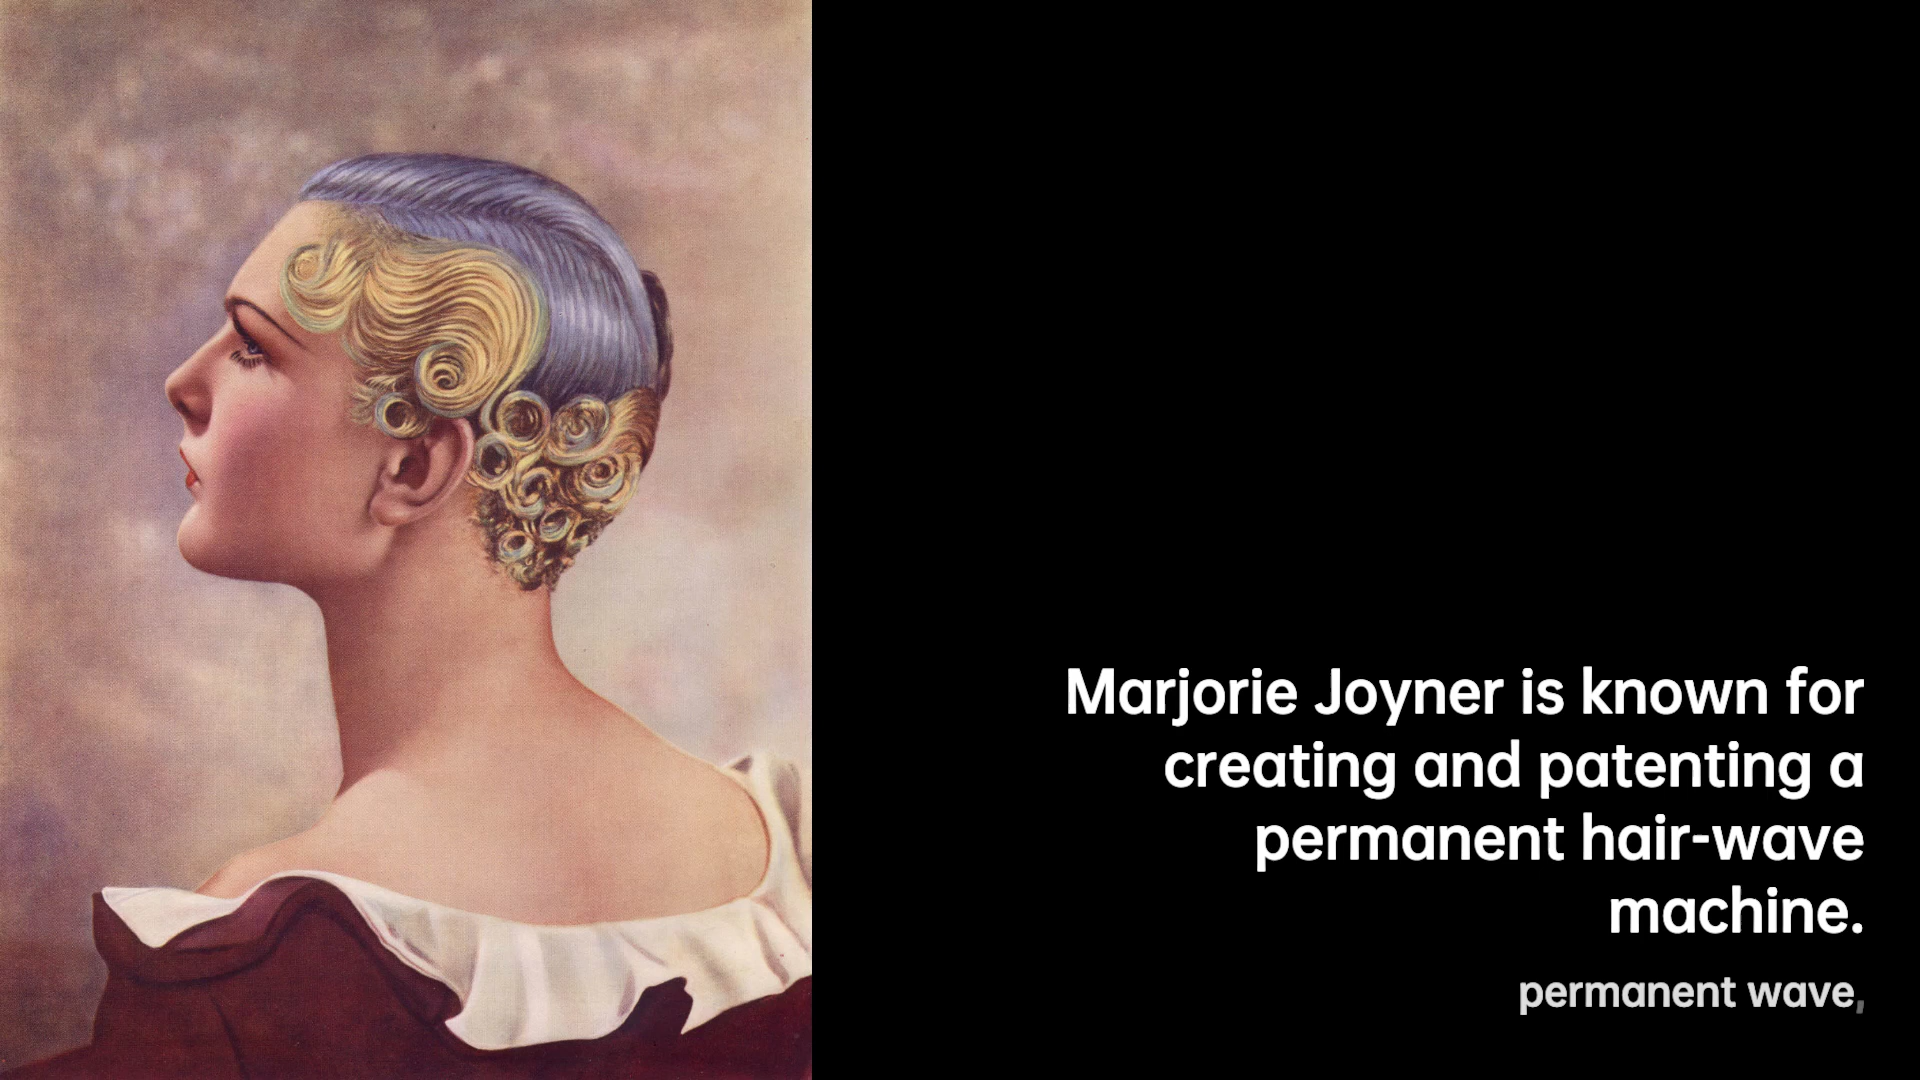 Marjorie Joyner is known for
creating and patenting a
permanent hair-wave
machine.
permanent wave,